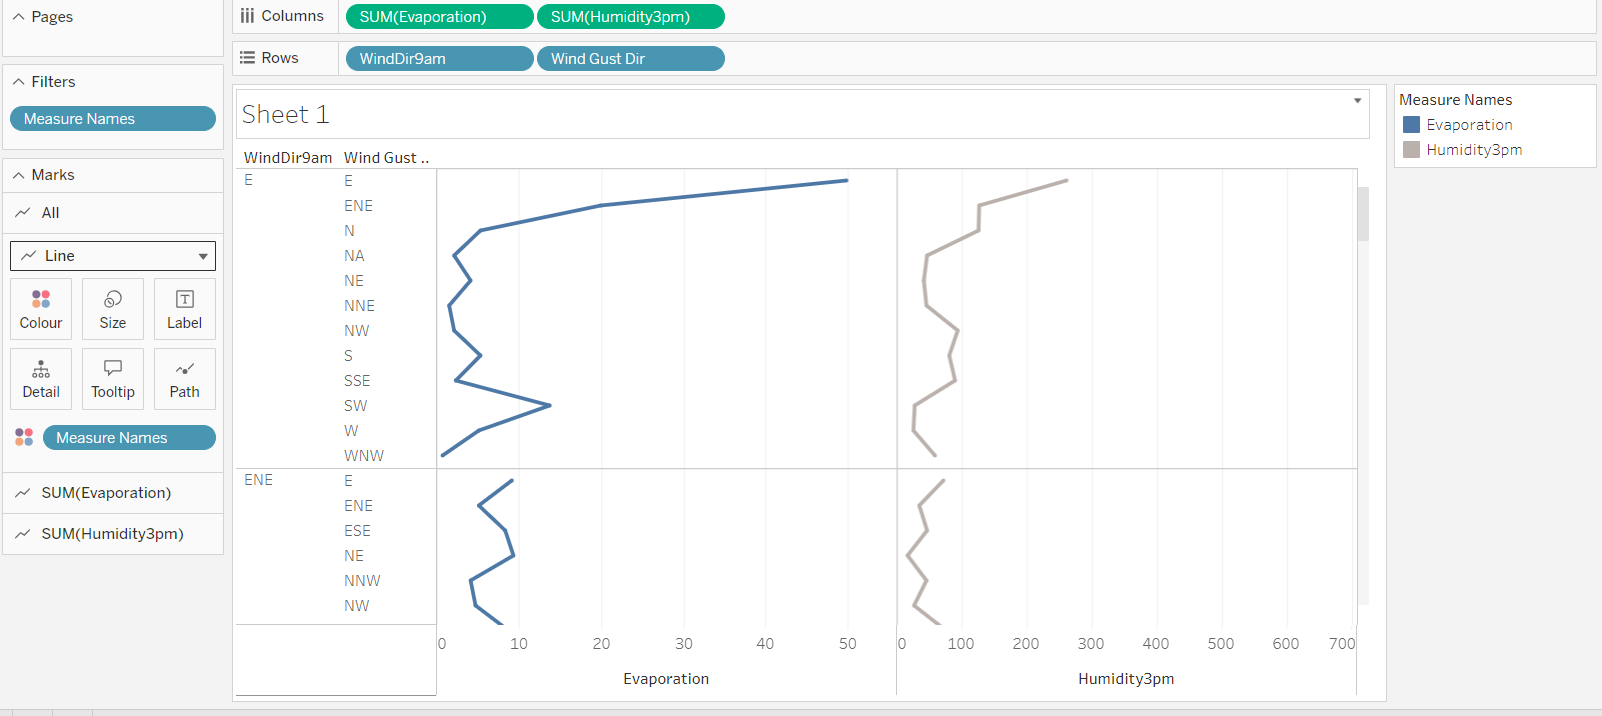 Pages
Columns
SUM(Evaporation)
SUM(Humidity3pm)
Rows
WindDir9am
Wind Gust Dir
Filters
Measure Names
Marks
All
Line
Colour
Size
Label
Detail
Tooltip
Path
Measure Names
SUM(Evaporation)
SUM(Humidity3pm)
Sheet 1
WindDir9am
Wind Gust ..
E
E
ENE
N
NA
NE
NNE
NW
S
SSE
SW
W
WNW
ENE
E
ENE
ESE
NE
NNW
NW
0 10 20 30 40 50
Evaporation
0 100 200 300 400 500 600 700
Humidity3pm
Measure Names
Evaporation
Humidity3pm